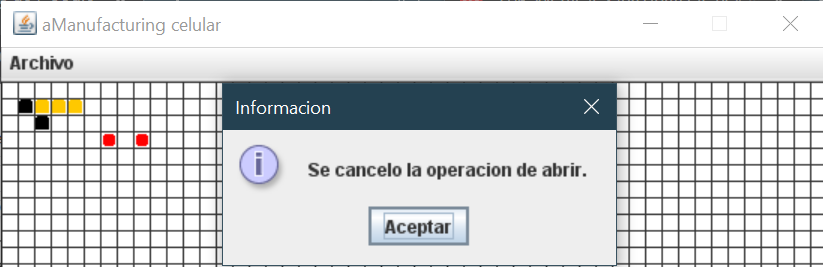 aManufacturing celular
Archivo
Informacion
Se cancelo la operacion de abrir.
Aceptar